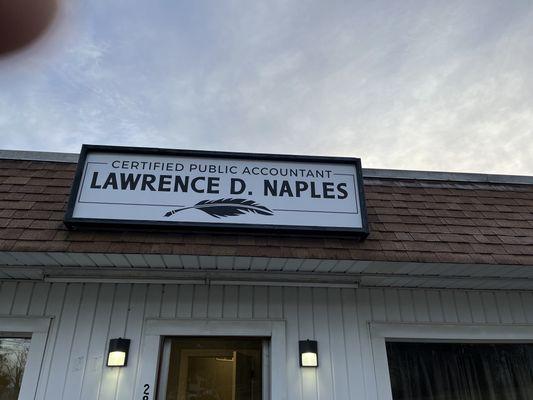 CERTIFIED PUBLIC ACCOUNTANT
LAWRENCE D. NAPLES